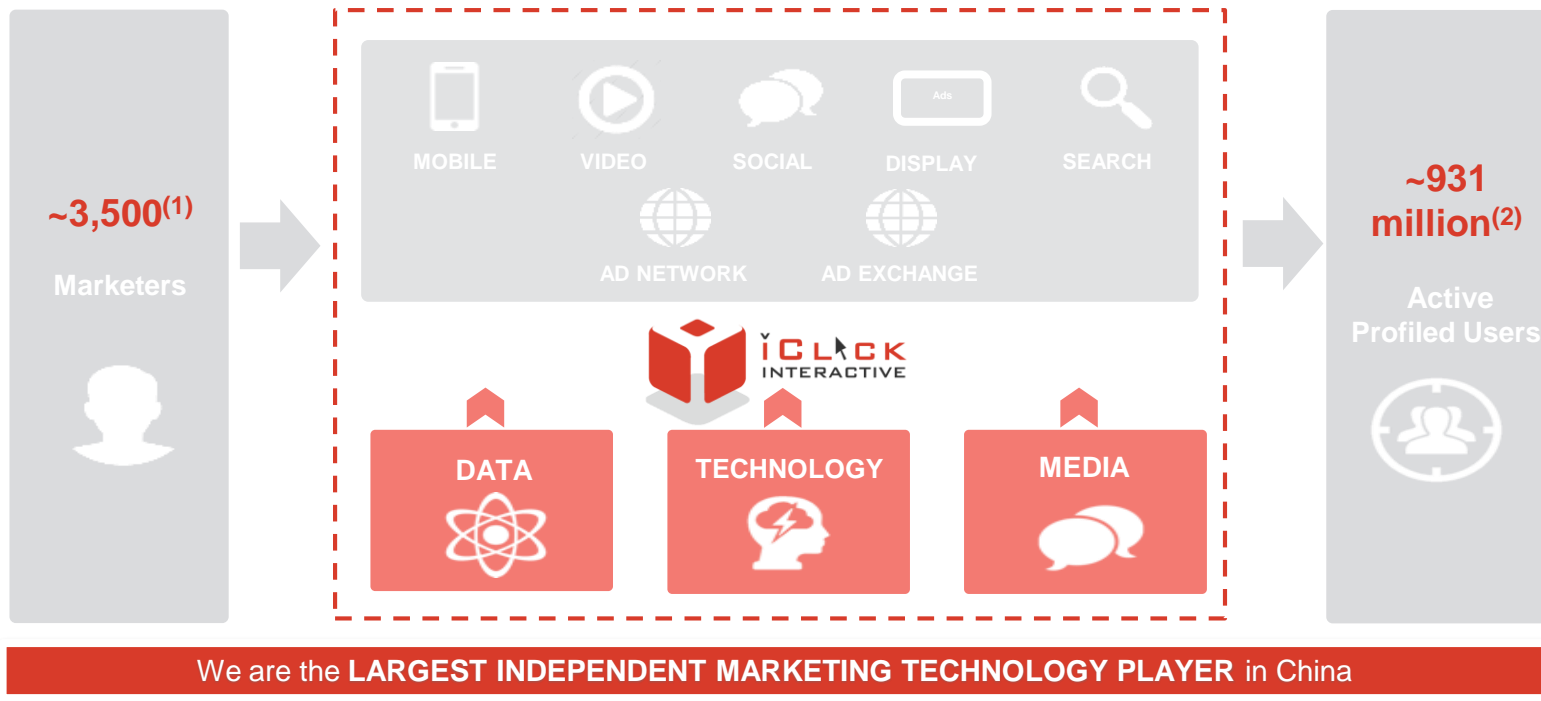 ~3,500(1)
Marketers
Ads
MOBILE VIDEO SOCIAL DISPLAY SEARCH
AD NETWORK AD EXCHANGE
iCLICK
INTERACTIVE
DATA TECHNOLOGY MEDIA
~931
million(2)
Active
Profiled Users
We are the LARGEST INDEPENDENT MARKETING TECHNOLOGY PLAYER in China